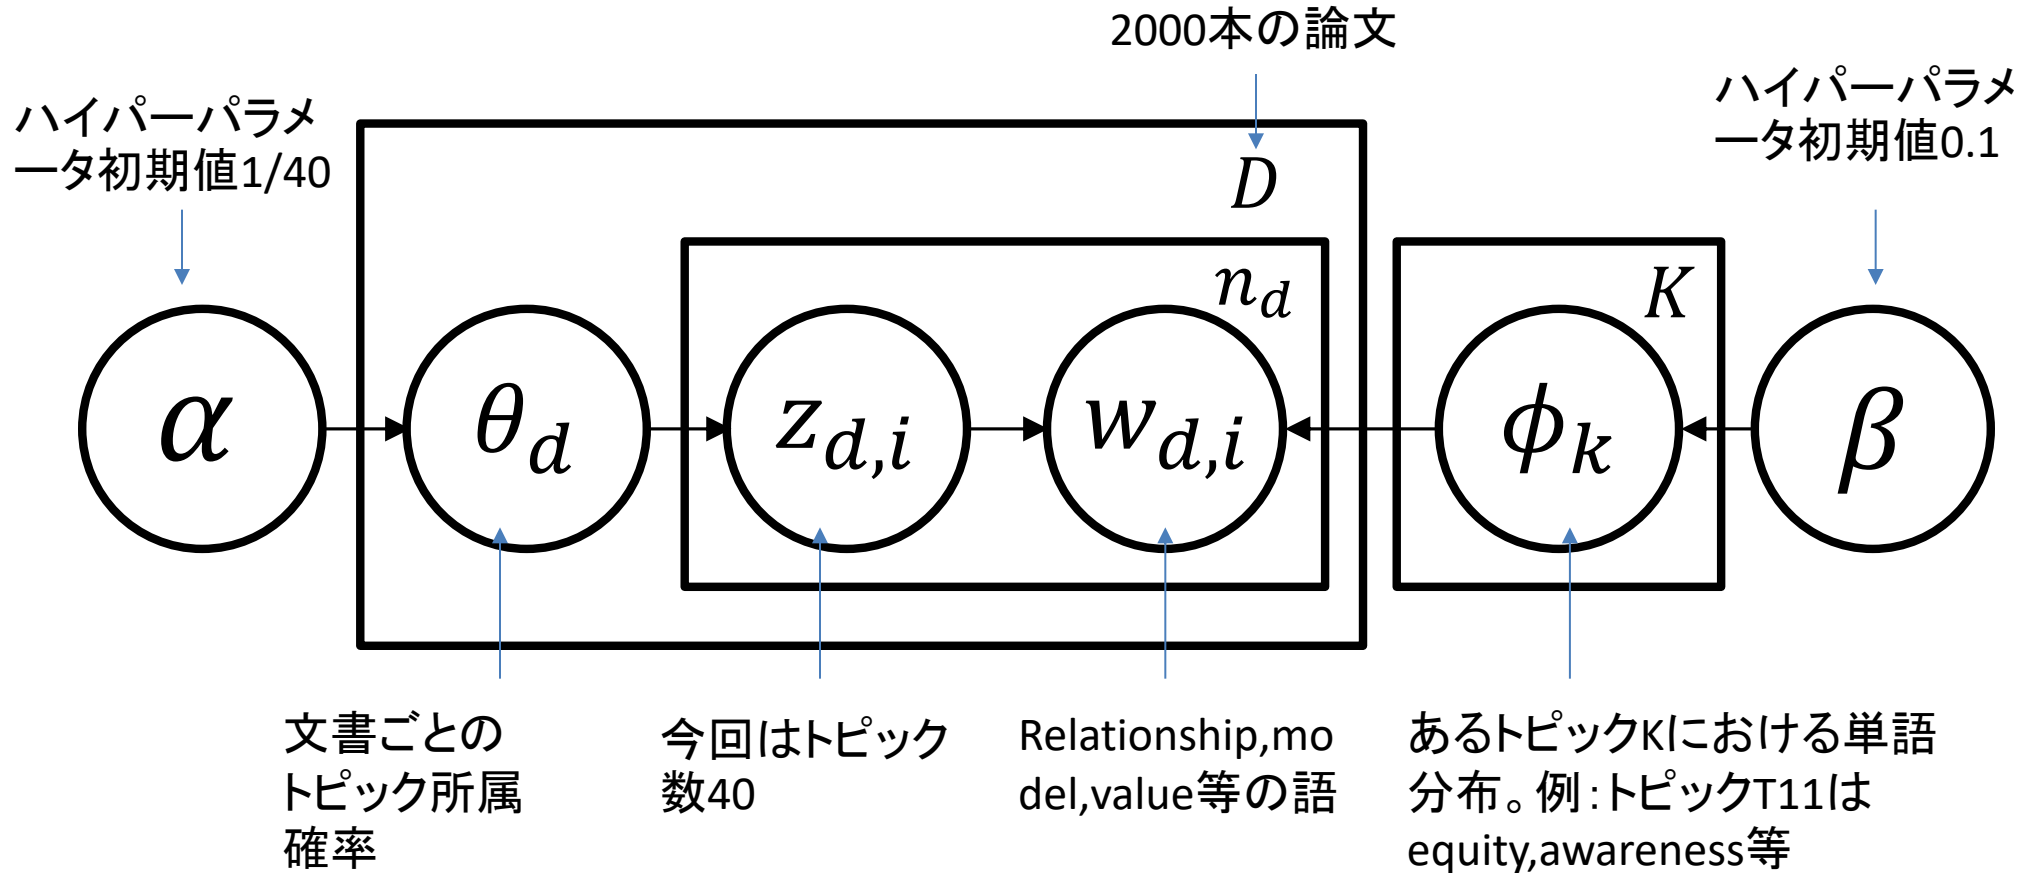 2000本の論文
ハイパーパラメ
ータ初期値1/40
ハイパーパラメ
ータ初期値0.1
D
n_d
K
α
θ_d
z_{d,i}
w_{d,i}
ϕ_k
β
文書ごとの
トピック所属
確率
今回はトピック
数40
Relationship,mo
del,value等の語
あるトピックKにおける単語
分布。例：トピックT11は
equity,awareness等